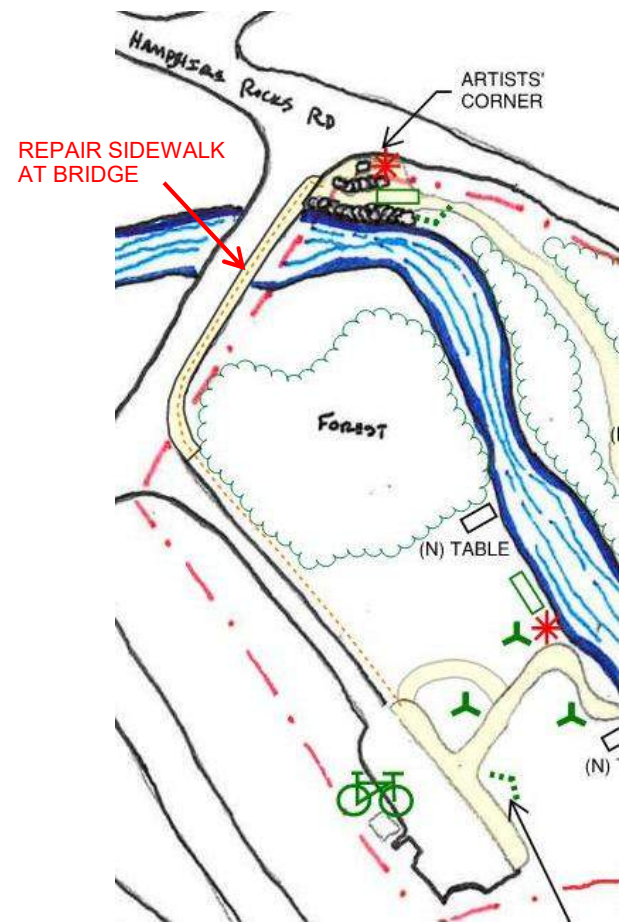 HAMPSHIRE ROCKS RD
ARTISTS'
CORNER
REPAIR SIDEWALK
AT BRIDGE
FOREST
(N) TABLE